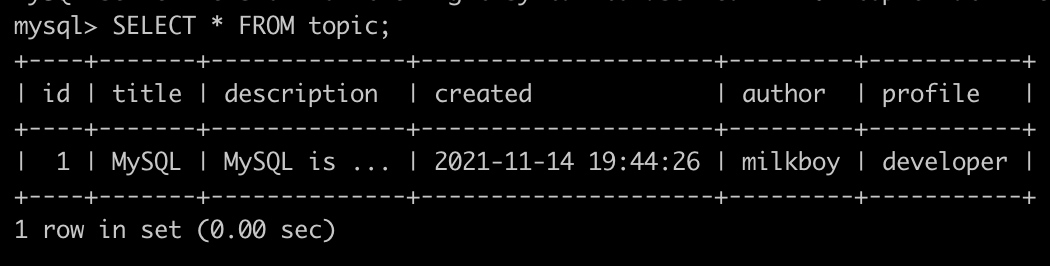 mysql> SELECT * FROM topic;
+----+-------+--------------+---------------------+---------+-----------+
| id | title | description  | created             | author  | profile   |
+----+-------+--------------+---------------------+---------+-----------+
|  1 | MySQL | MySQL is ... | 2021-11-14 19:44:26 | milkboy | developer |
+----+-------+--------------+---------------------+---------+-----------+
1 row in set (0.00 sec)